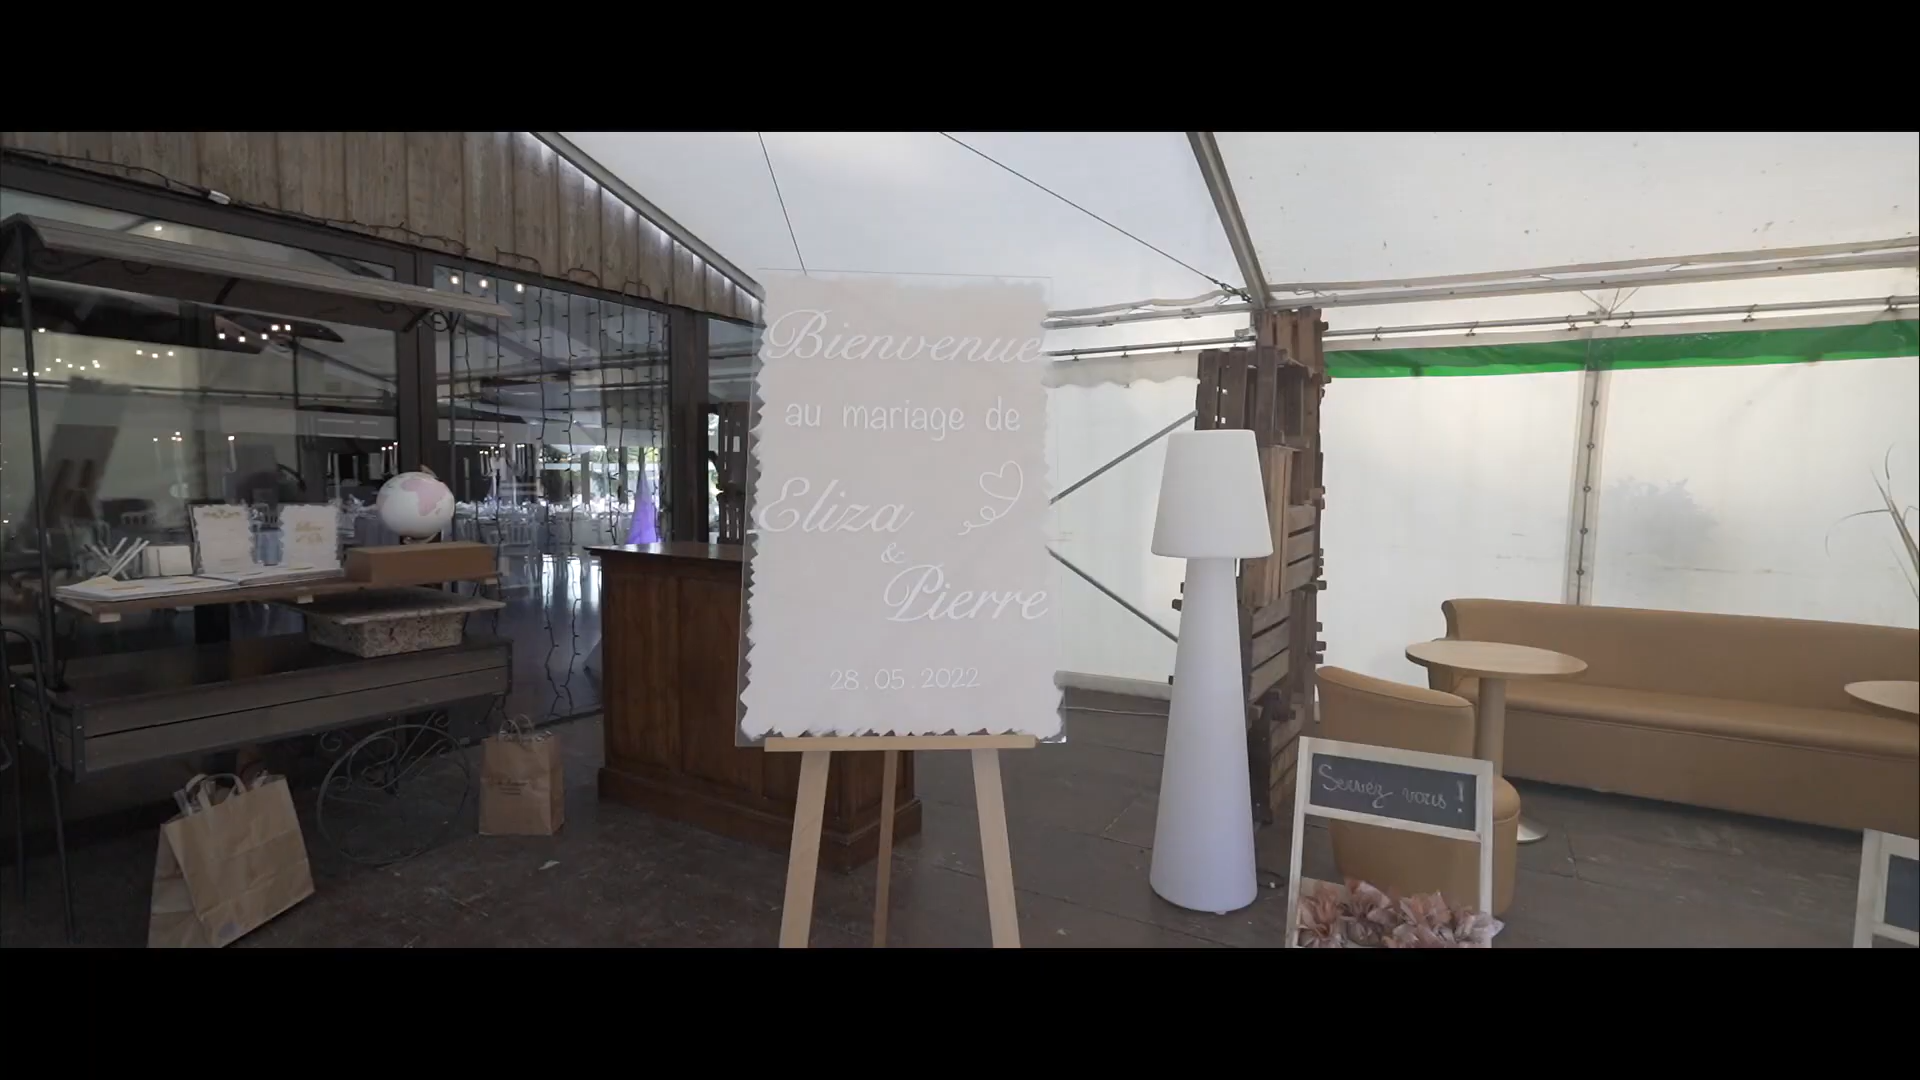 Bienvenue
au mariage de
Eliza
&
Pierre
28.05.2022
Servez vous !